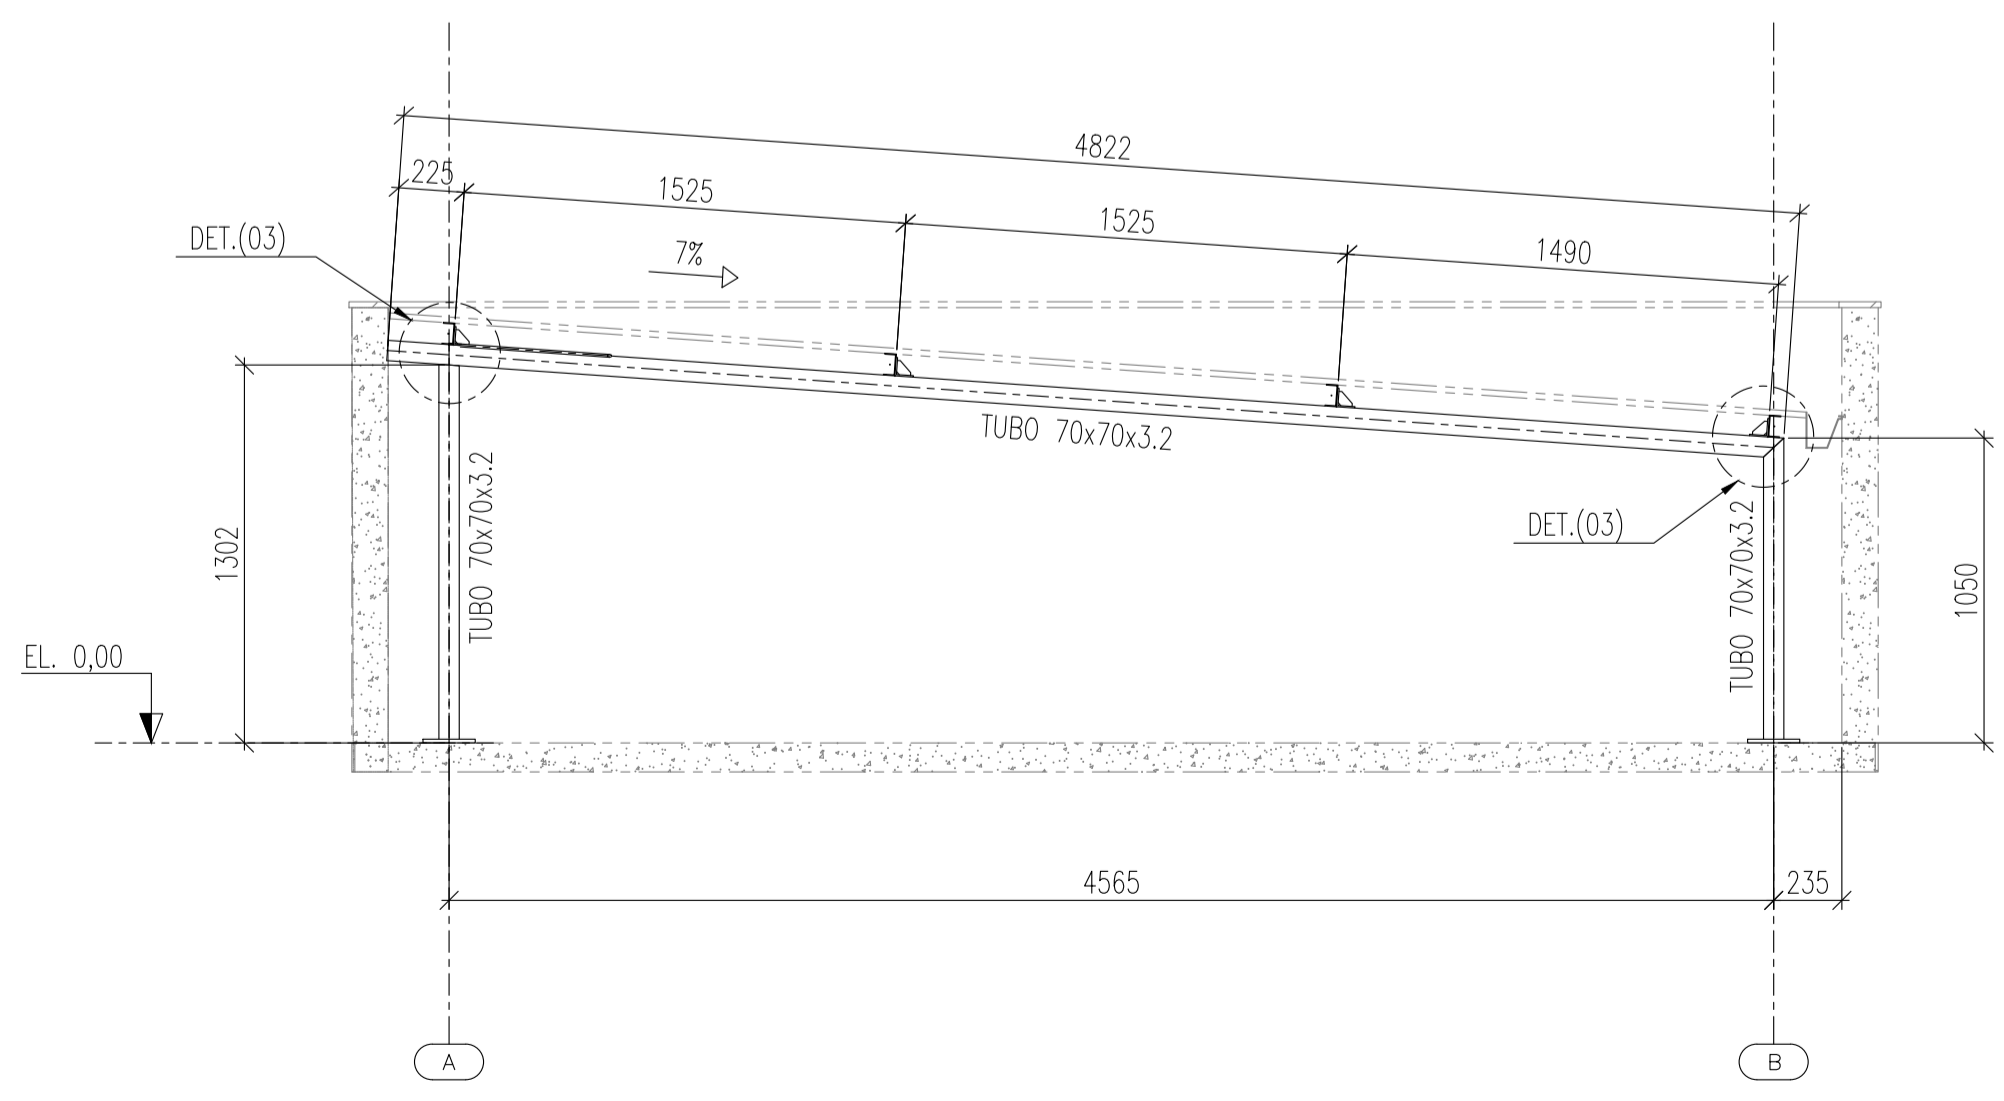 4822
225
1525
1525
1490
DET.(03)
7%
TUBO 70x70x3.2
TUBO 70x70x3.2
TUBO 70x70x3.2
DET.(03)
1302
1050
EL. 0,00
4565
235
A
B